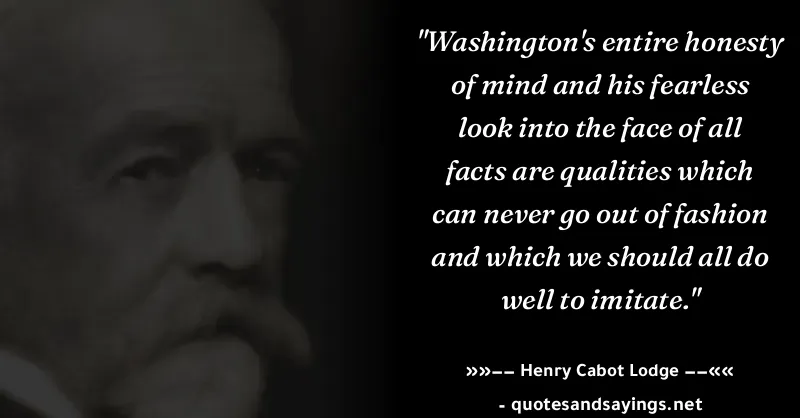 "Washington's entire honesty
of mind and his fearless
look into the face of all
facts are qualities which
can never go out of fashion
and which we should all do
well to imitate."
»»−− Henry Cabot Lodge −−««
- quotesandsayings.net